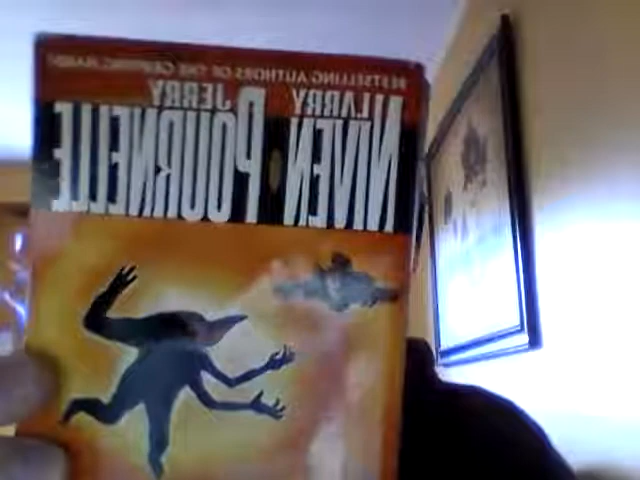 BESTSELLING AUTHORS OF THE GRIPPING HAND
LARRY JERRY
NIVEN POURNELLE